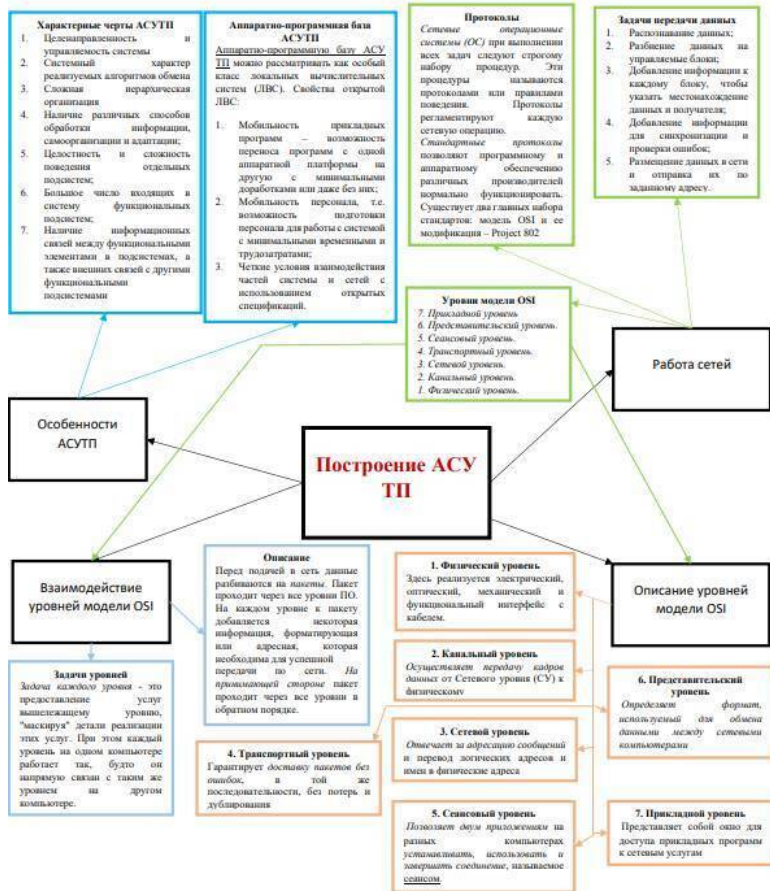 Характерные черты АСУТП
1. Целенаправленность и
управляемость системы
2. Системный характер
реализуемых алгоритмов обмена
3. Сложная иерархическая
организация
4. Наличие различных способов
обработки информации,
самоорганизации и адаптации;
5. Целостность и сложность
поведения отдельных
подсистем;
6. Большое число входящих в
систему функциональных
подсистем;
7. Наличие информационных
связей между функциональными
элементами в подсистемах, а
также внешних связей с другими
функциональными
подсистемами
Аппаратно-программная база
АСУТП
Аппаратно-программную базу АСУ
ТП можно рассматривать как особый
класс локальных вычислительных
систем (ЛВС). Свойства открытой
ЛВС:
1. Мобильность прикладных
программ – возможность
переноса программ с одной
аппаратной платформы на
другую с минимальными
доработками или даже без них;
2. Мобильность персонала, т.е.
возможность подготовки
персонала для работы с системой
с минимальными временными и
трудозатратами;
3. Четкие условия взаимодействия
частей системы и сетей с
использованием открытых
спецификаций.
Протоколы
Сетевые операционные
системы (ОС) при выполнении
всех задач следуют строгому
набору процедур. Эти
процедуры называются
протоколами или правилами
поведения. Протоколы
регламентируют каждую
сетевую операцию.
Стандартные протоколы
позволяют программному и
аппаратному обеспечению
различных производителей
нормально функционировать.
Существует два главных набора
стандартов: модель OSI и ее
модификация – Project 802
Задачи передачи данных
1. Распознавание данных;
2. Разбиение данных на
управляемые блоки;
3. Добавление информации к
каждому блоку, чтобы
указать местонахождение
данных и получателя;
4. Добавление информации
для синхронизации и
проверки ошибок;
5. Размещение данных в сети
и отправка их по
заданному адресу.
Уровни модели OSI
7. Прикладной уровень
6. Представительский уровень.
5. Сеансовый уровень.
4. Транспортный уровень.
3. Сетевой уровень.
2. Канальный уровень.
1. Физический уровень.
Работа сетей
Особенности
АСУТП
Построение АСУ
ТП
Взаимодействие
уровней модели OSI
Описание
Перед подачей в сеть данные
разбиваются на пакеты. Пакет
проходит через все уровни ПО.
На каждом уровне к пакету
добавляется некоторая
информация, форматирующая
или адресная, которая
необходима для успешной
передачи по сети. На
принимающей стороне пакет
проходит через все уровни в
обратном порядке.
1. Физический уровень
Здесь реализуется электрический,
оптический, механический и
функциональный интерфейс с
кабелем.
Описание уровней
модели OSI
2. Канальный уровень
Осуществляет передачу кадров
данных от Сетевого уровня (СУ) к
физическому
Задачи уровней
Задача каждого уровня - это
предоставление услуг
вышележащему уровню,
"маскируя" детали реализации
этих услуг. При этом каждый
уровень на одном компьютере
работает так, будто он
напрямую связан с таким же
уровнем на другом
компьютере.
6. Представительный
уровень
Определяет формат,
используемый для обмена
данными между сетевыми
компьютерами
3. Сетевой уровень
Отвечает за адресацию сообщений
и перевод логических адресов и
имен в физические адреса
4. Транспортный уровень
Гарантирует доставку пакетов без
ошибок, в той же
последовательности, без потерь и
дублирования
5. Сеансовый уровень
Позволяет двум приложениям на
разных компьютерах
устанавливать, использовать и
завершать соединение, называемое
сеансом.
7. Прикладной уровень
Представляет собой окно для
доступа прикладных программ
к сетевым услугам